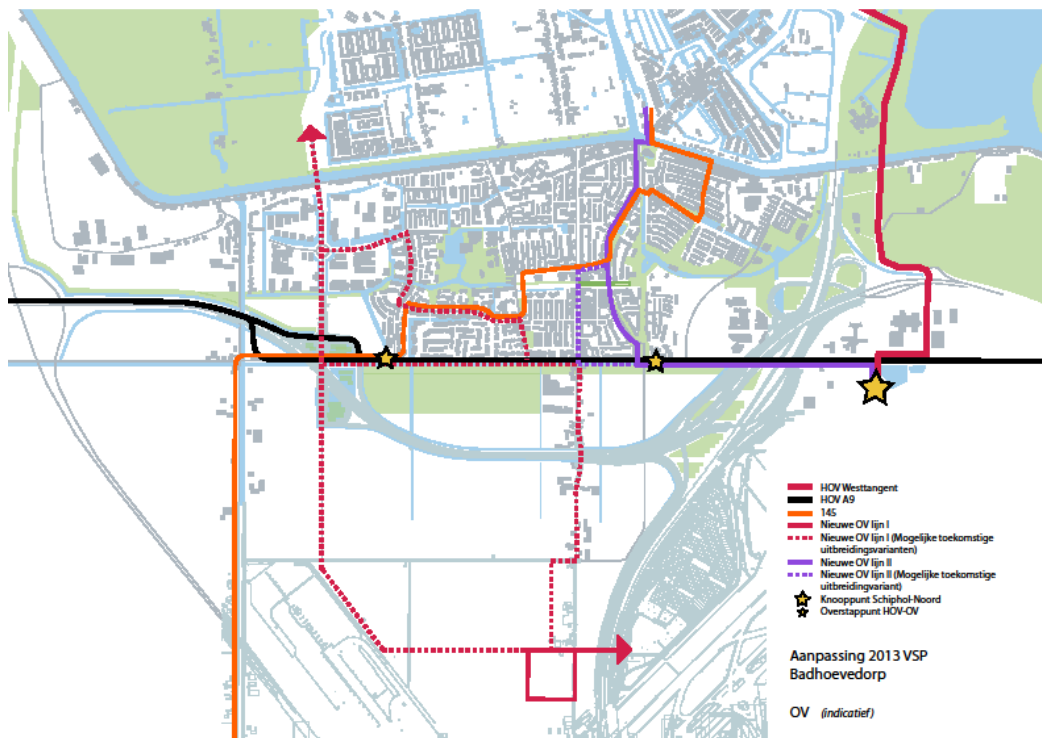 HOV Westtangent
HOV A9
145
Nieuwe OV lijn I
Nieuwe OV lijn I (Mogelijke toekomstige
uitbreidingsvarianten)
Nieuwe OV lijn II
Nieuwe OV lijn II (Mogelijke toekomstige
uitbreidingvariant)
Knooppunt Schiphol-Noord
Overstappunt HOV-OV
Aanpassing 2013 VSP
Badhoevedorp
OV (indicatief)